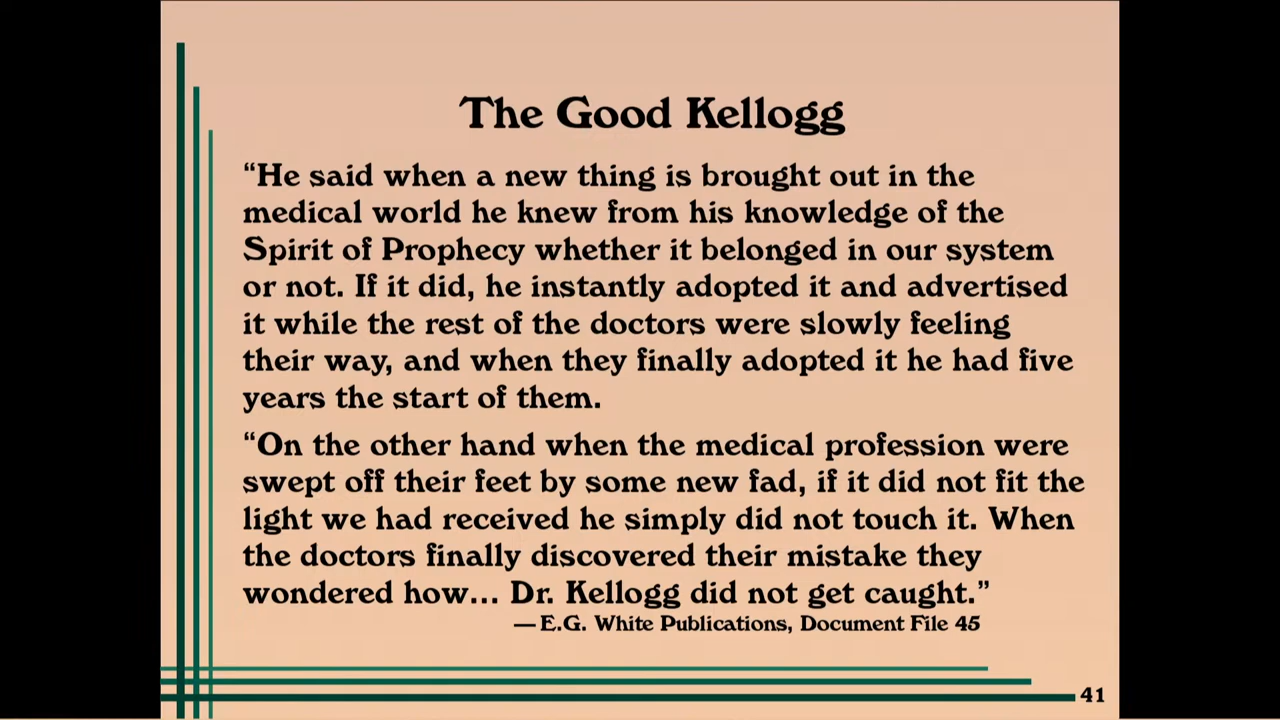 The Good Kellogg
“He said when a new thing is brought out in the
medical world he knew from his knowledge of the
Spirit of Prophecy whether it belonged in our system
or not. If it did, he instantly adopted it and advertised
it while the rest of the doctors were slowly feeling
their way, and when they finally adopted it he had five
years the start of them.
“On the other hand when the medical profession were
swept off their feet by some new fad, if it did not fit the
light we had received he simply did not touch it. When
the doctors finally discovered their mistake they
wondered how... Dr. Kellogg did not get caught.”
— E.G. White Publications, Document File 45
41